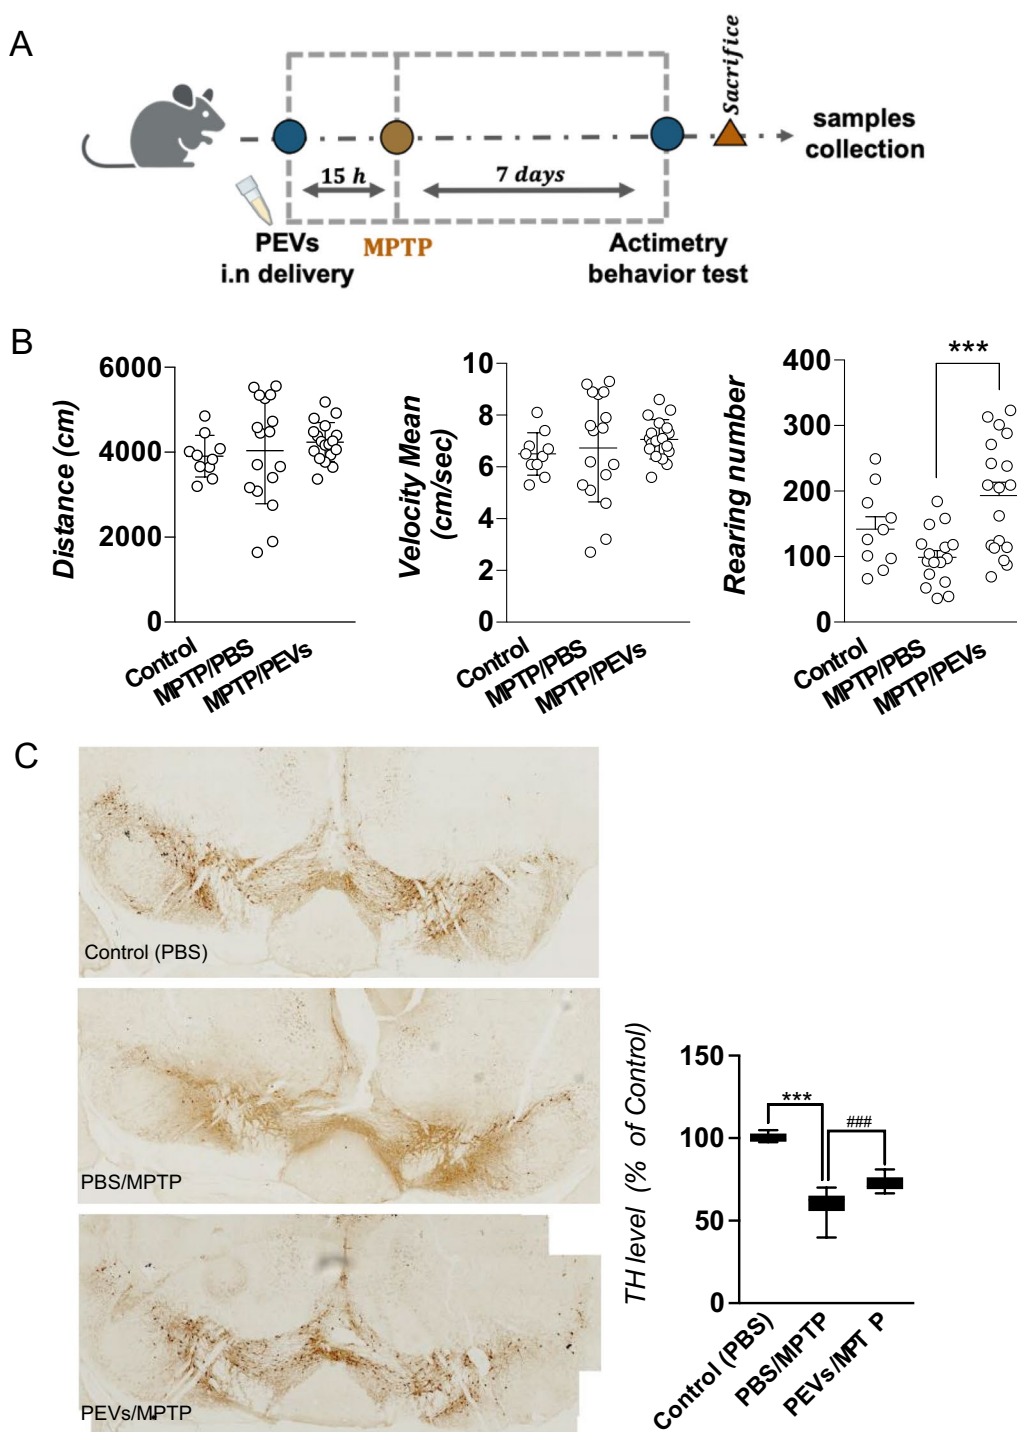 A
Sacrifice
samples
collection
15 h
7 days
PEVs
i.n delivery
MPTP
Actimetry
behavior test
B
Distance (cm)
6000
4000
2000
0
Control
MPTP/PBS
MPTP/PEVs
Velocity Mean
(cm/sec)
10
8
6
4
2
0
Control
MPTP/PBS
MPTP/PEVs
Rearing number
400
300
200
100
0
***
Control
MPTP/PBS
MPTP/PEVs
C
Control (PBS)
PBS/MPTP
PEVs/MPTP
TH level (% of Control)
150
100
50
0
***
###
Control (PBS)
PBS/MPTP
PEVs/MPT P